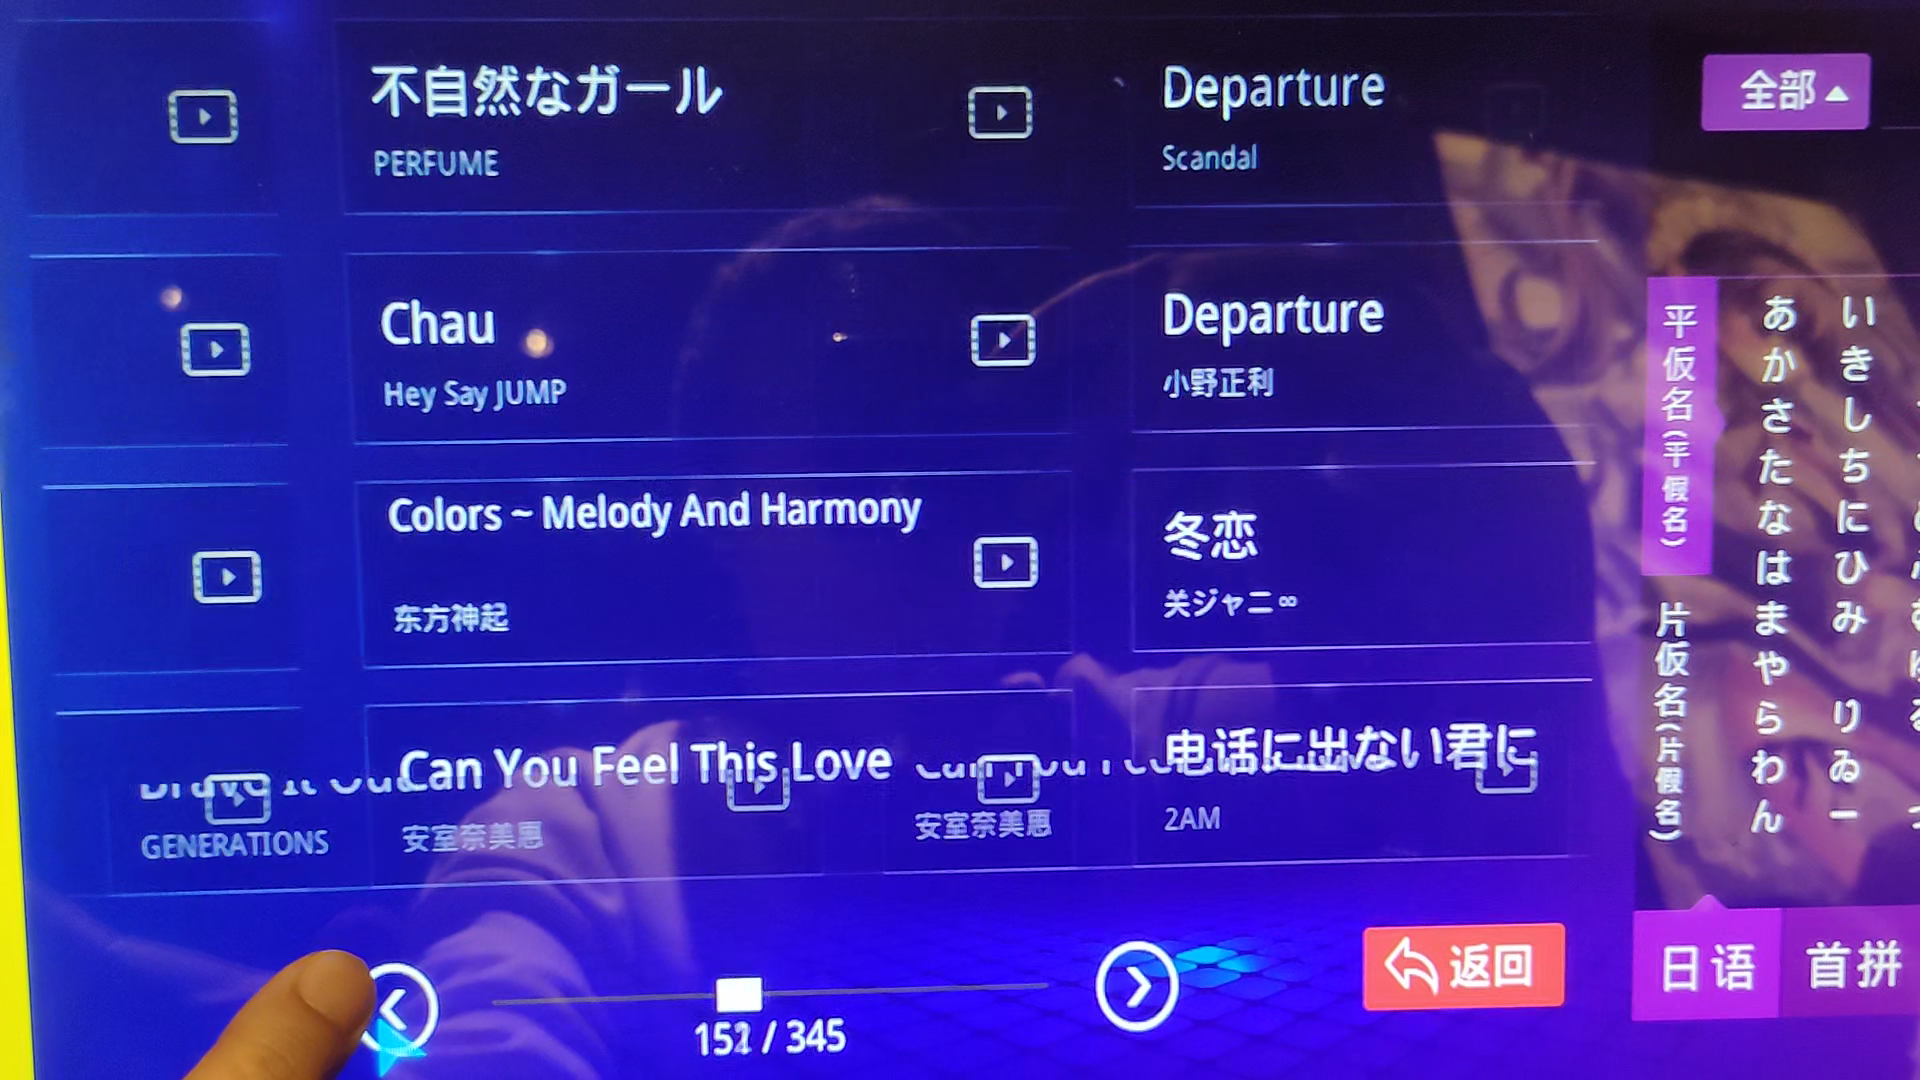 不自然なガール
PERFUME
Departure
Scandal
全部
Chau
Hey Say JUMP
Departure
小野正利
Colors ~ Melody And Harmony
东方神起
冬恋
关ジャニ∞
Can You Feel This Love
安室奈美惠
GENERATIONS
安室奈美惠
电话に出ない君に
2AM
/ 345
返回
平仮名(平假名)
片仮名(片假名)
あ い
か き
さ し
た ち
な に
は ひ
ま み
や
ら り
わ ゐ
ん ー
日语
首拼